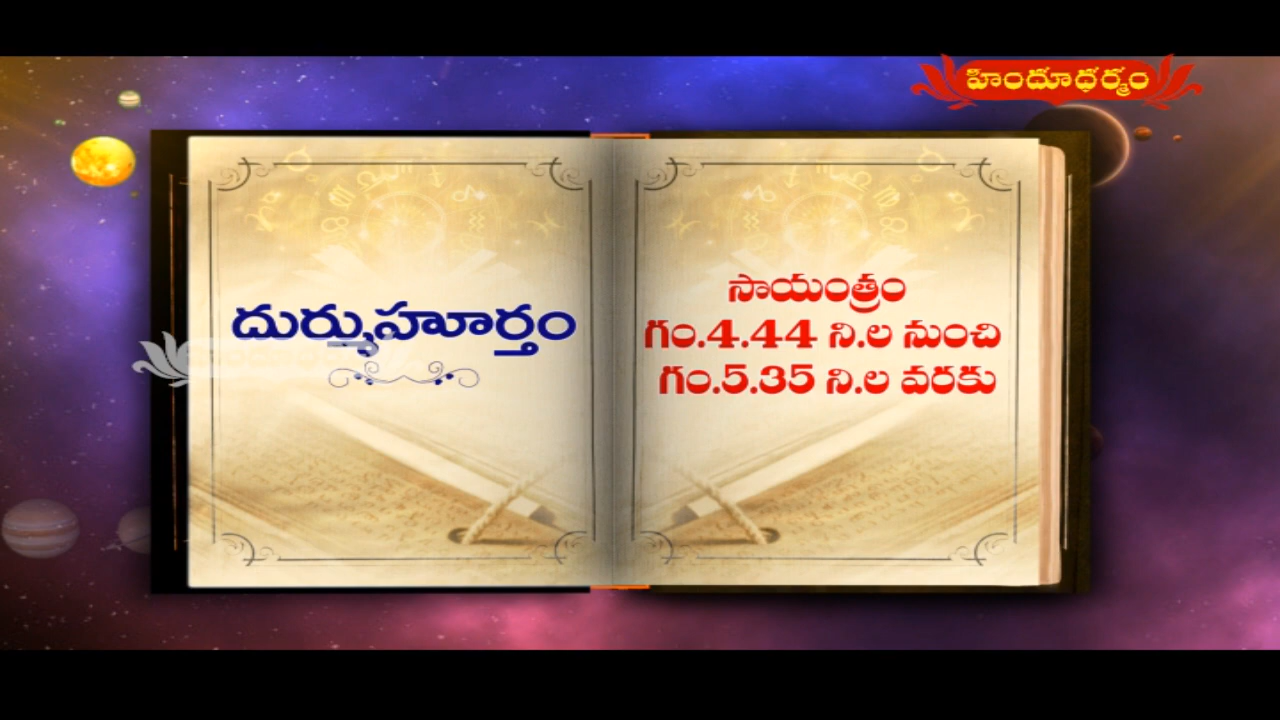 హిందూధర్మం
దుర్ముహూర్తం
సాయంత్రం
గం.4.44 ని.ల నుంచి
గం.5.35 ని.ల వరకు